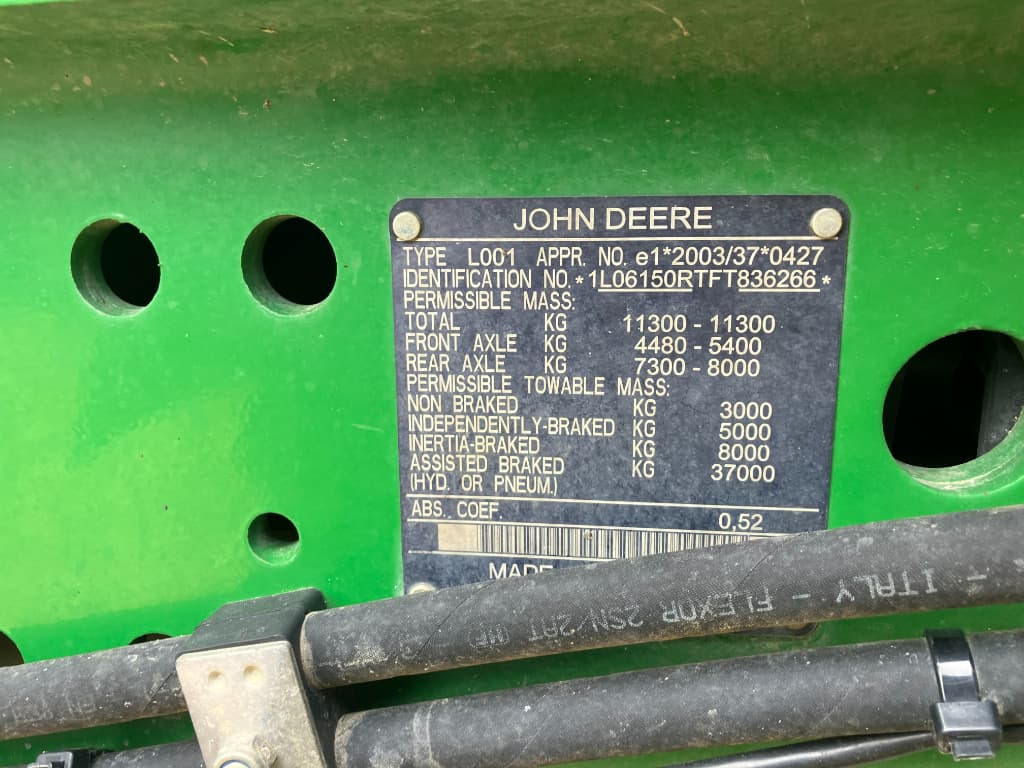 JOHN DEERE
TYPE L001 APPR. NO. e1*2003/37*0427
IDENTIFICATION NO. *1L06150RTFT836266*
PERMISSIBLE MASS:
TOTAL KG 11300 - 11300
FRONT AXLE KG 4480 - 5400
REAR AXLE KG 7300 - 8000
PERMISSIBLE TOWABLE MASS:
NON BRAKED KG 3000
INDEPENDENTLY-BRAKED KG 5000
INERTIA-BRAKED KG 8000
ASSISTED BRAKED KG 37000
(HYD. OR PNEUM.)
ABS. COEF. 0,52
MADE
- ITALY - FLEXOR 2SN/2AT (HF)